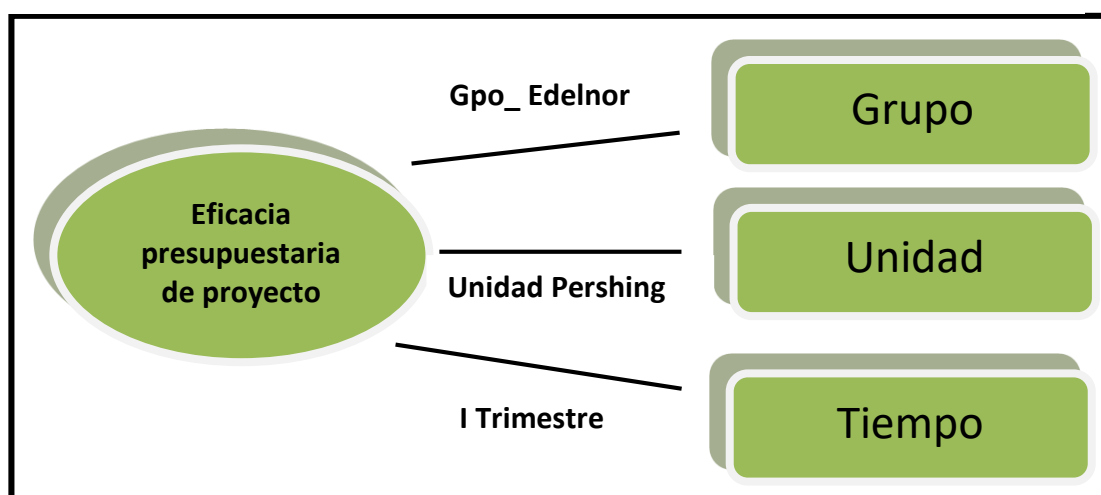 Gpo_ Edelnor
Grupo
Eficacia
presupuestaria
de proyecto
Unidad
Unidad Pershing
I Trimestre
Tiempo